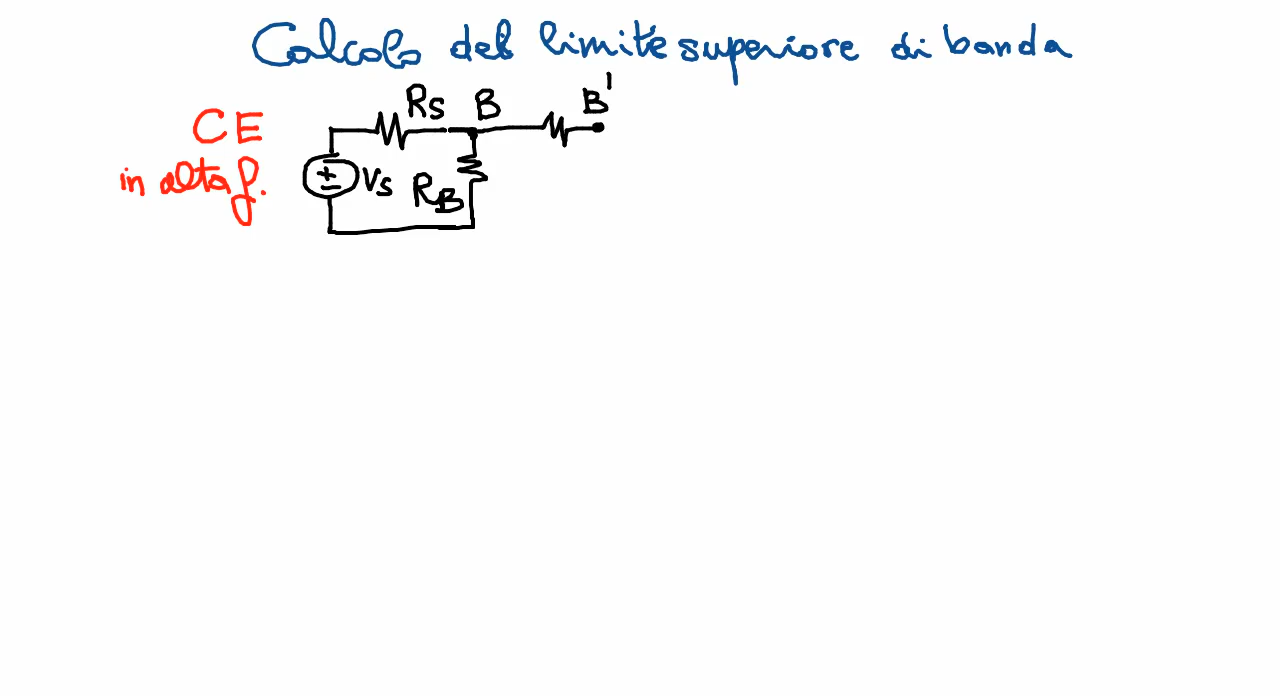 Calcolo del limite superiore di banda
CE
in alta f.
Rs B B'
+ Vs RB